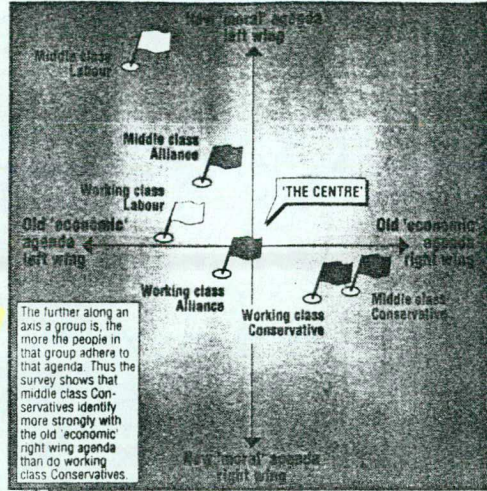 New 'moral' agenda
left wing
Middle class
Labour
Middle class
Alliance
Working class
Labour
'THE CENTRE'
Old 'economic'
agenda
left wing
Old 'economic
agenda
right wing
Working class
Alliance
Working class
Conservative
Middle class
Conservative
The further along an
axis a group is, the
more the people in
that group adhere to
that agenda. Thus the
survey shows that
middle class Con-
servatives identify
more strongly with
the old 'economic'
right wing agenda
than do working
class Conservatives.
New 'moral' agenda
right wing